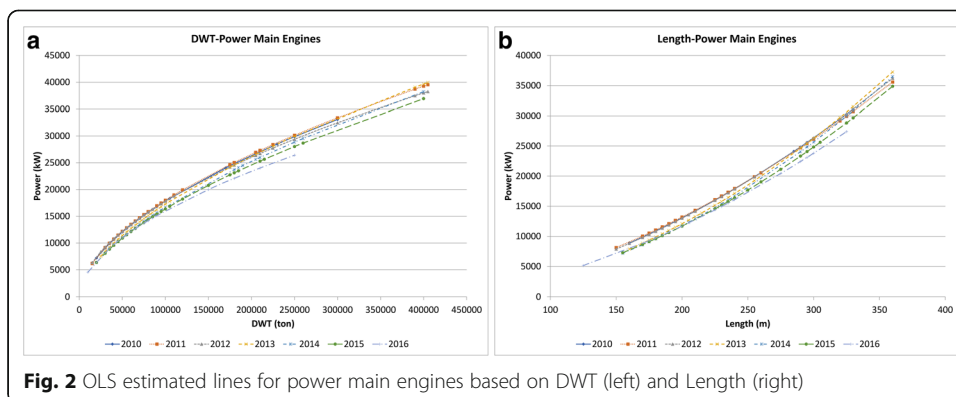 a
DWT-Power Main Engines
45000
40000
35000
30000
25000
20000
15000
10000
5000
0
Power (kW)
50000 100000 150000 200000 250000 300000 350000 400000 450000
DWT (ton)
2010 2011 2012 2013 2014 2015 2016
b
Length-Power Main Engines
40000
35000
30000
25000
20000
15000
10000
5000
0
Power (kW)
100 150 200 250 300 350 400
Length (m)
2010 2011 2012 2013 2014 2015 2016
Fig. 2 OLS estimated lines for power main engines based on DWT (left) and Length (right)